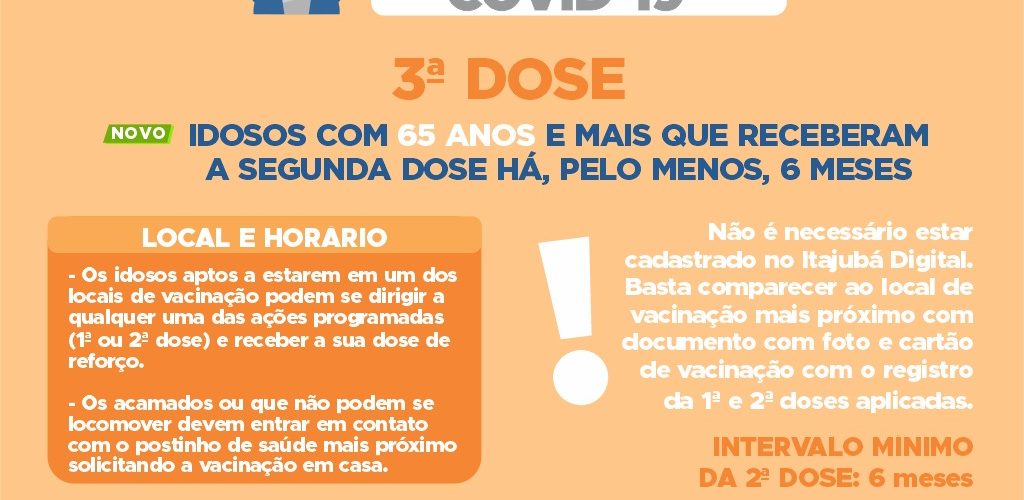 COVID-19
3ª DOSE
NOVO IDOSOS COM 65 ANOS E MAIS QUE RECEBERAM
A SEGUNDA DOSE HÁ, PELO MENOS, 6 MESES
LOCAL E HORÁRIO
- Os idosos aptos a estarem em um dos
locais de vacinação podem se dirigir a
qualquer uma das ações programadas
(1ª ou 2ª dose) e receber a sua dose de
reforço.
- Os acamados ou que não podem se
locomover devem entrar em contato
com o postinho de saúde mais próximo
solicitando a vacinação em casa.
!
Não é necessário estar
cadastrado no Itajubá Digital.
Basta comparecer ao local de
vacinação mais próximo com
documento com foto e cartão
de vacinação com o registro
da 1ª e 2ª doses aplicadas.
INTERVALO MÍNIMO
DA 2ª DOSE: 6 meses